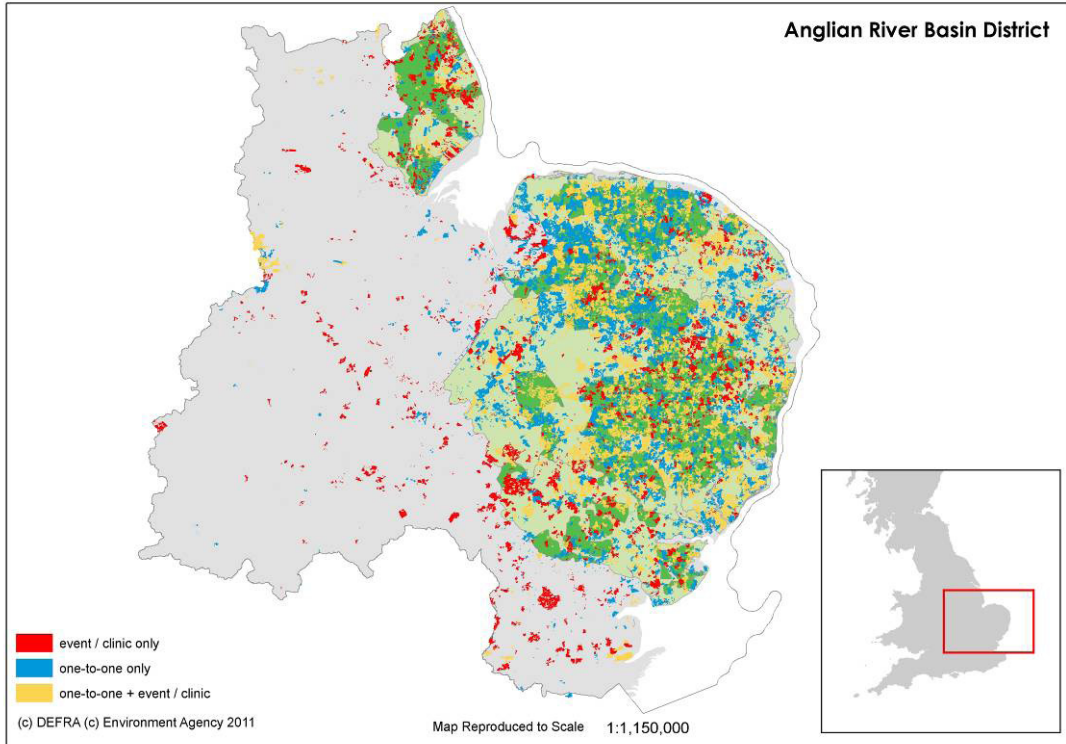 Anglian River Basin District
event / clinic only
one-to-one only
one-to-one + event / clinic
(c) DEFRA (c) Environment Agency 2011
Map Reproduced to Scale 1:1,150,000